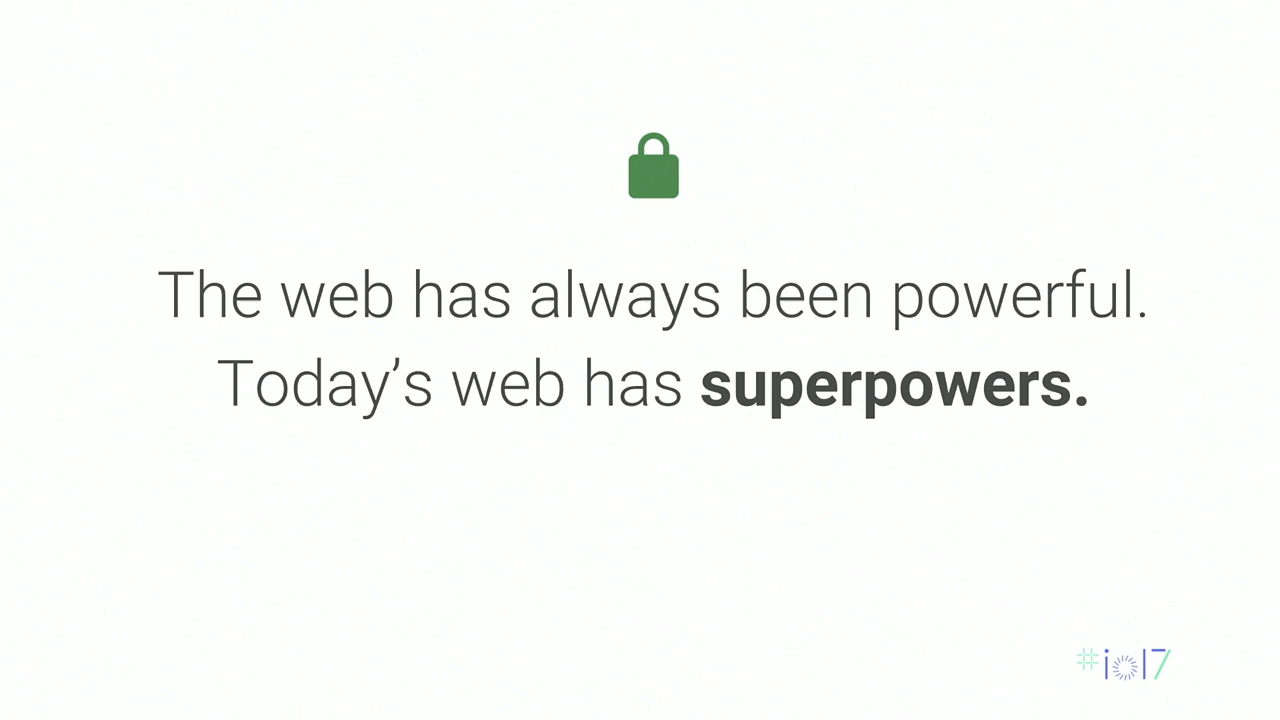 The web has always been powerful.
Today’s web has superpowers.
#io17